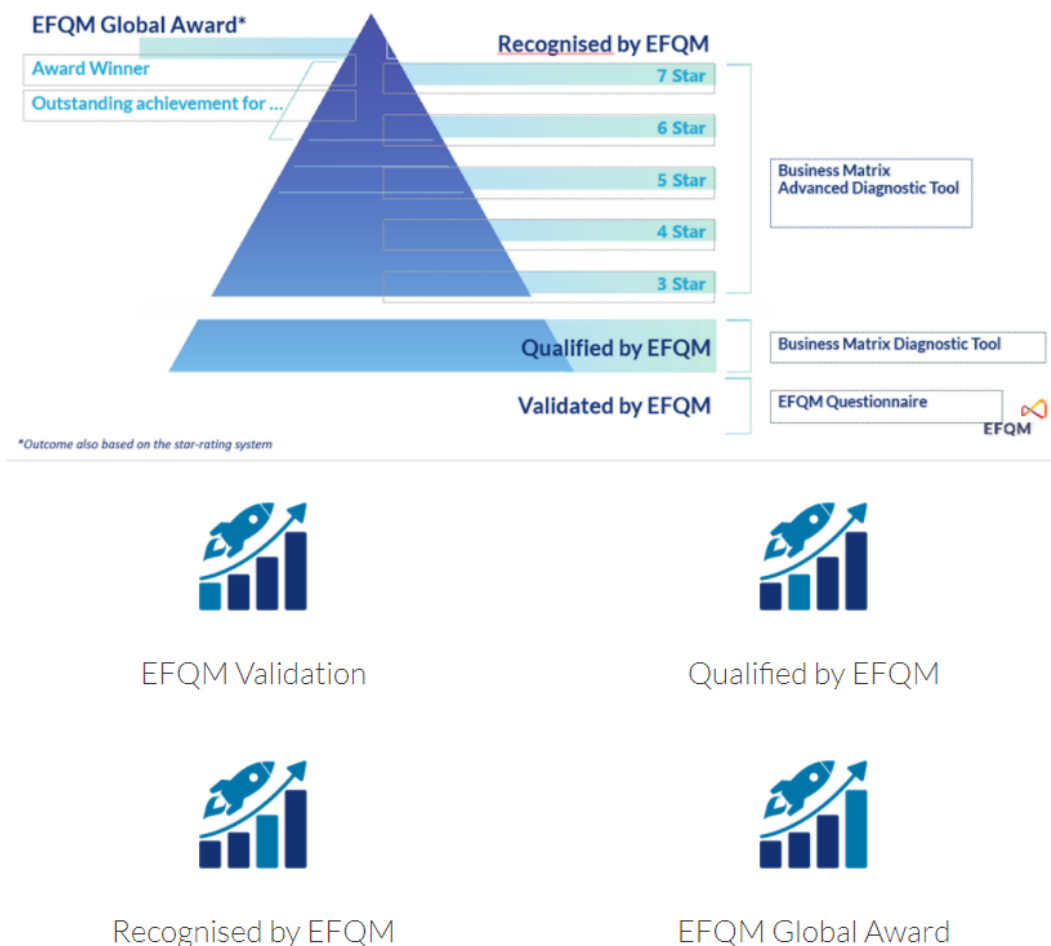 EFQM Global Award*
Award Winner
Outstanding achievement for ...
Recognised by EFQM
7 Star
6 Star
5 Star
4 Star
3 Star
Business Matrix
Advanced Diagnostic Tool
Qualified by EFQM
Business Matrix Diagnostic Tool
Validated by EFQM
EFQM Questionnaire
EFQM
*Outcome also based on the star-rating system
EFQM Validation
Qualified by EFQM
Recognised by EFQM
EFQM Global Award